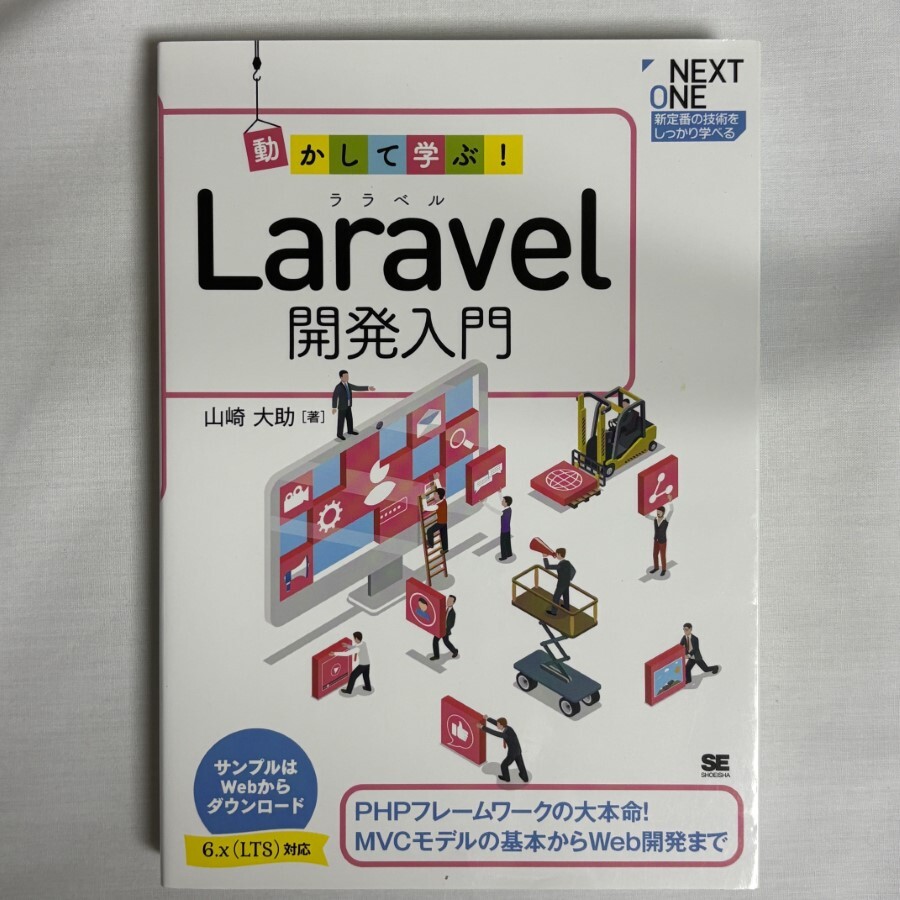 NEXT
ONE
新定番の技術を
しっかり学べる
動かして学ぶ!
ララベル
Laravel
開発入門
山崎 大助[著]
サンプルは
Webから
ダウンロード
6.x(LTS)対応
SE
SHOEISHA
PHPフレームワークの大本命!
MVCモデルの基本からWeb開発まで